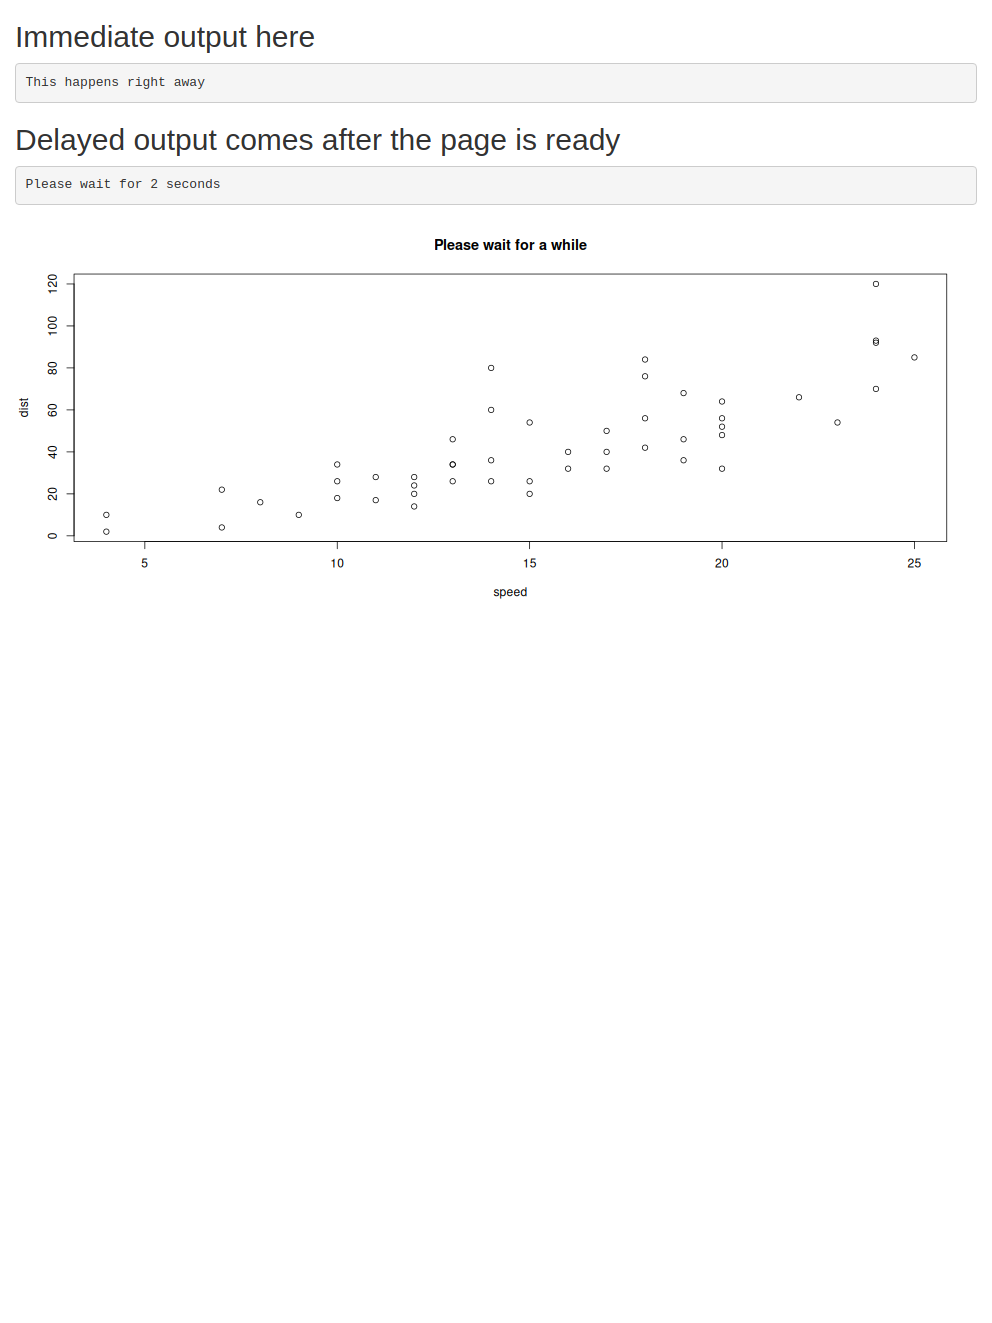 Immediate output here
This happens right away
Delayed output comes after the page is ready
Please wait for 2 seconds
Please wait for a while
120
100
80
60
40
20
0
dist
5 10 15 20 25
speed